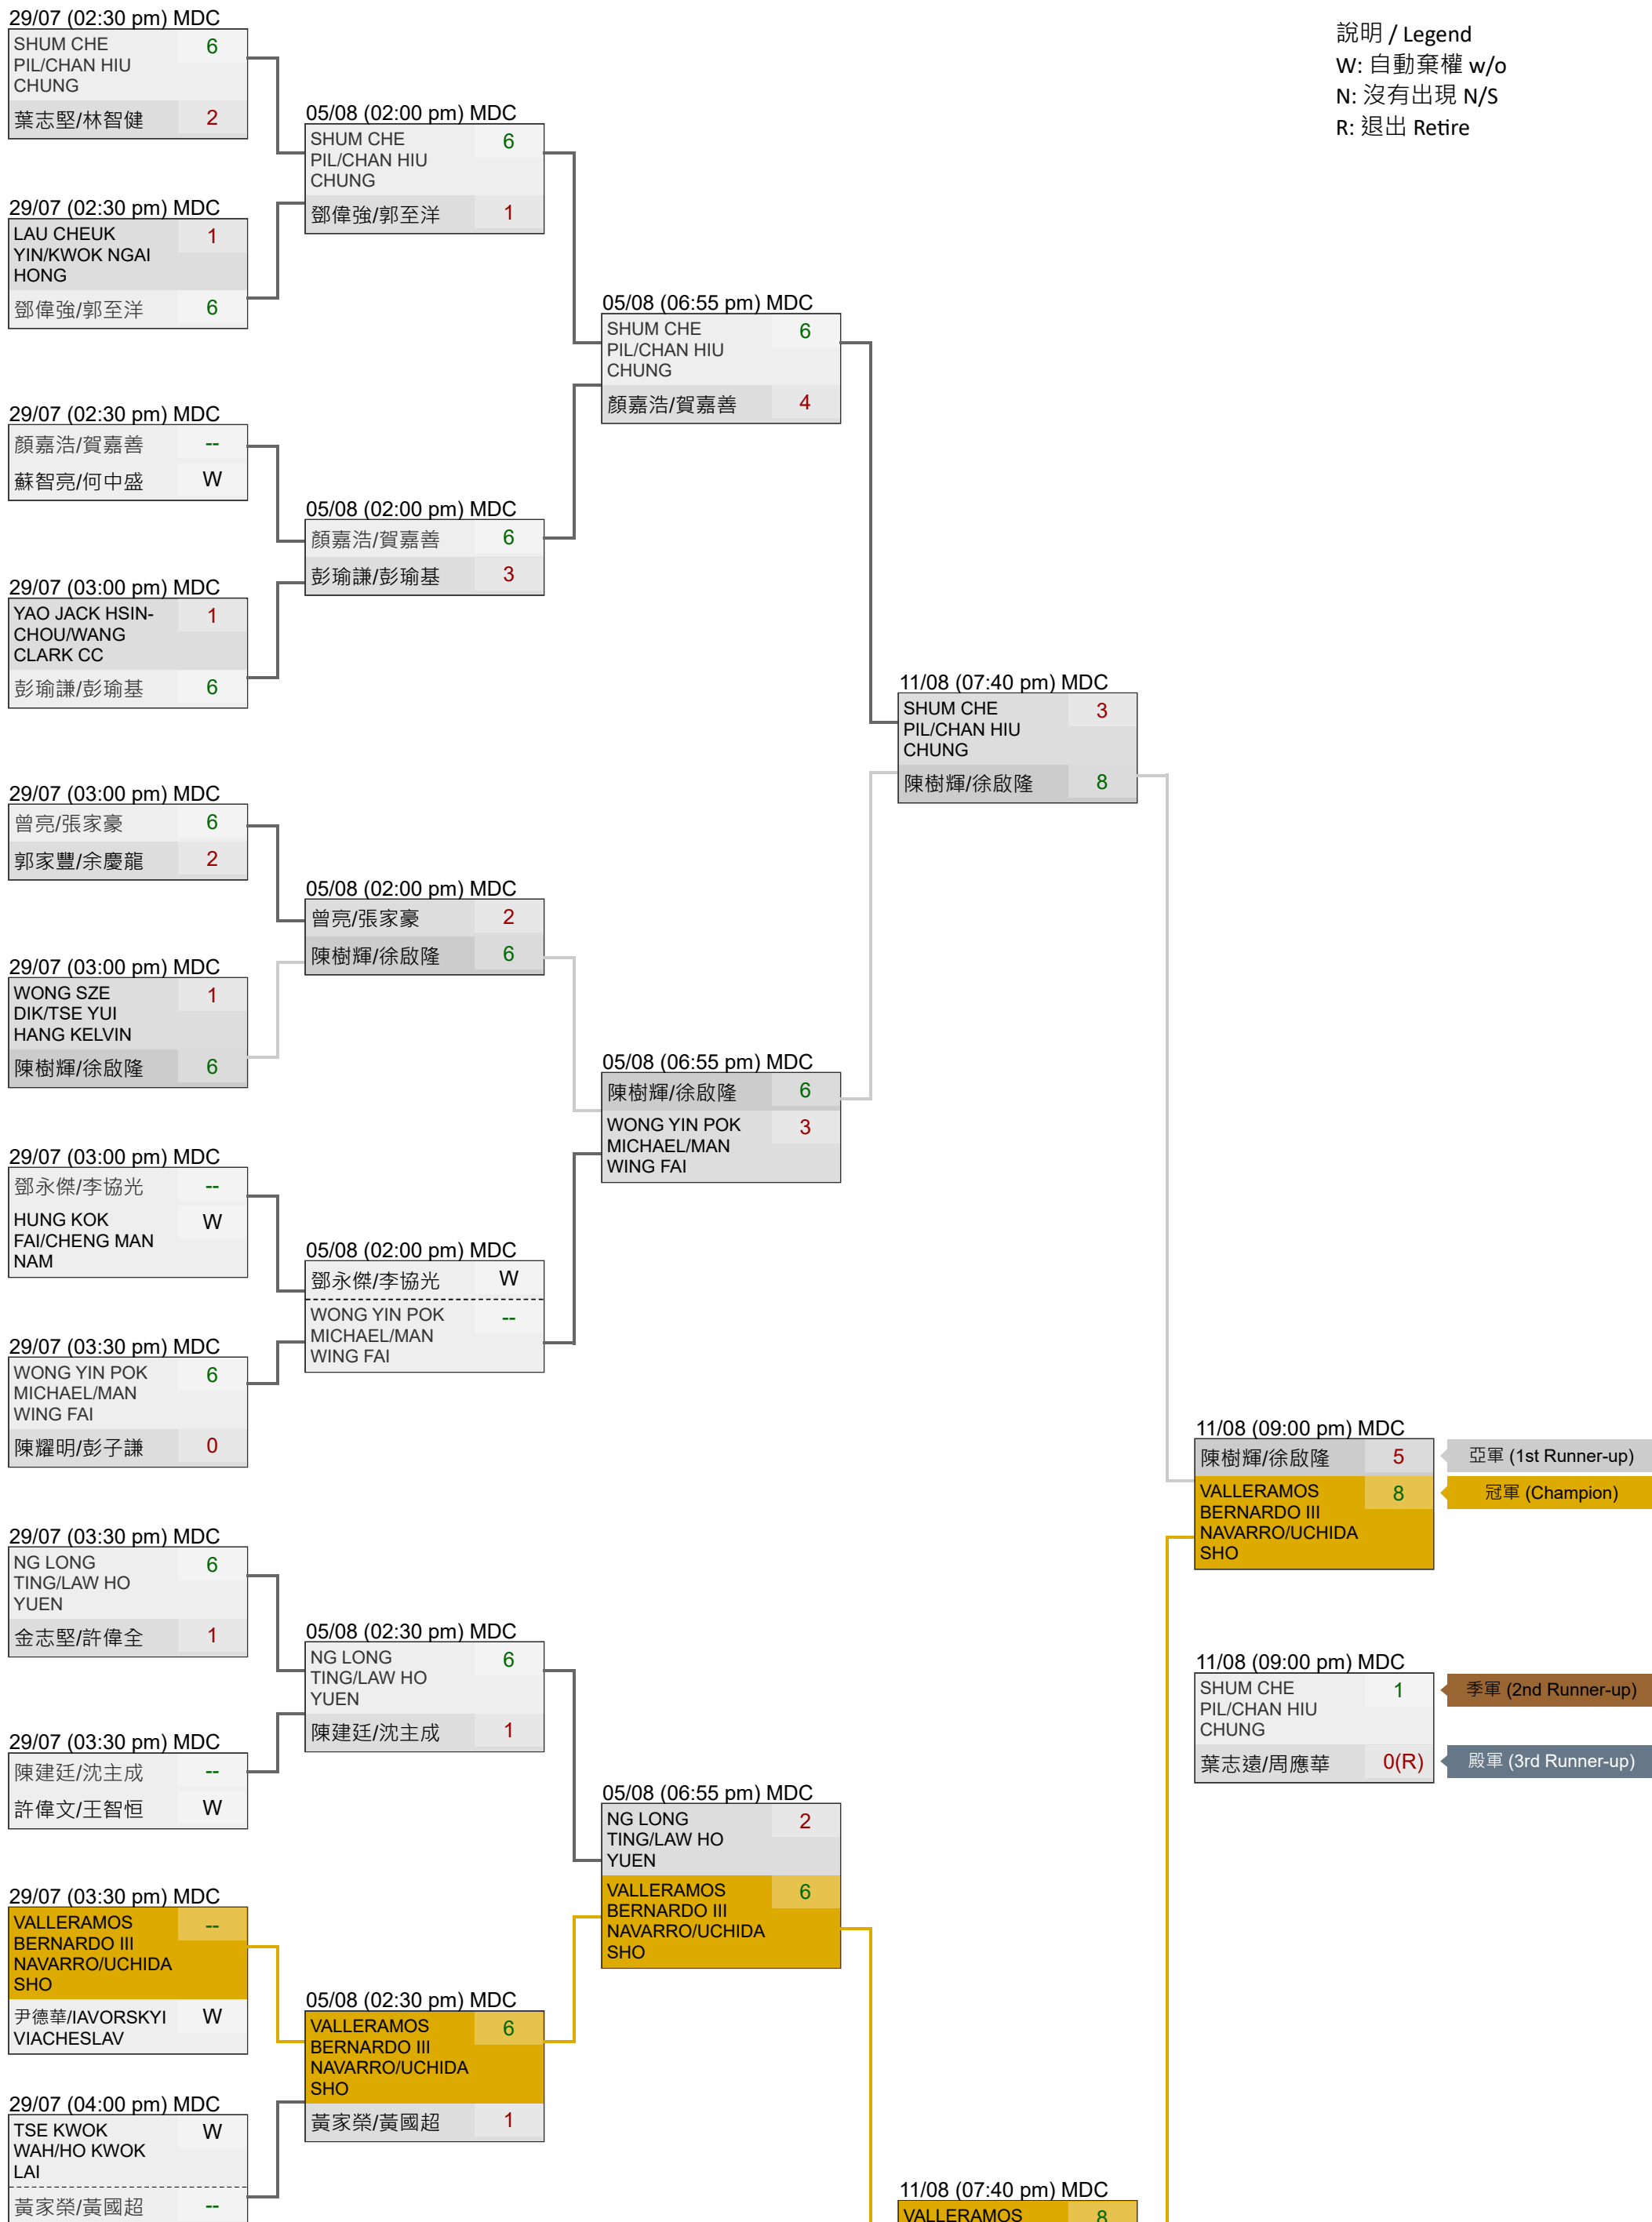 說明 / Legend
W: 自動棄權 w/o
N: 沒有出現 N/S
R: 退出 Retire
29/07 (02:30 pm) MDC
SHUM CHE 6
PIL/CHAN HIU
CHUNG
葉志堅/林智健 2
29/07 (02:30 pm) MDC
LAU CHEUK 1
YIN/KWOK NGAI
HONG
鄧偉強/郭至洋 6
29/07 (02:30 pm) MDC
顏嘉浩/賀嘉善 --
蘇智亮/何中盛 W
29/07 (03:00 pm) MDC
YAO JACK HSIN- 1
CHOU/WANG
CLARK CC
彭瑜謙/彭瑜基 6
29/07 (03:00 pm) MDC
曾亮/張家豪 6
郭家豐/余慶龍 2
29/07 (03:00 pm) MDC
WONG SZE 1
DIK/TSE YUI
HANG KELVIN
陳樹輝/徐啟隆 6
29/07 (03:00 pm) MDC
鄧永傑/李協光 --
HUNG KOK W
FAI/CHENG MAN
NAM
29/07 (03:30 pm) MDC
WONG YIN POK 6
MICHAEL/MAN
WING FAI
陳耀明/彭子謙 0
29/07 (03:30 pm) MDC
NG LONG 6
TING/LAW HO
YUEN
金志堅/許偉全 1
29/07 (03:30 pm) MDC
陳建廷/沈主成 --
許偉文/王智恒 W
29/07 (03:30 pm) MDC
VALLERAMOS --
BERNARDO III
NAVARRO/UCHIDA
SHO
尹德華/IAVORSKYI W
VIACHESLAV
29/07 (04:00 pm) MDC
TSE KWOK W
WAH/HO KWOK
LAI
黃家榮/黃國超 --
05/08 (02:00 pm) MDC
SHUM CHE 6
PIL/CHAN HIU
CHUNG
鄧偉強/郭至洋 1
05/08 (02:00 pm) MDC
顏嘉浩/賀嘉善 6
彭瑜謙/彭瑜基 3
05/08 (02:00 pm) MDC
曾亮/張家豪 2
陳樹輝/徐啟隆 6
05/08 (02:00 pm) MDC
鄧永傑/李協光 W
WONG YIN POK --
MICHAEL/MAN
WING FAI
05/08 (02:30 pm) MDC
NG LONG 6
TING/LAW HO
YUEN
陳建廷/沈主成 1
05/08 (02:30 pm) MDC
VALLERAMOS 6
BERNARDO III
NAVARRO/UCHIDA
SHO
黃家榮/黃國超 1
05/08 (06:55 pm) MDC
SHUM CHE 6
PIL/CHAN HIU
CHUNG
顏嘉浩/賀嘉善 4
05/08 (06:55 pm) MDC
陳樹輝/徐啟隆 6
WONG YIN POK 3
MICHAEL/MAN
WING FAI
05/08 (06:55 pm) MDC
NG LONG 2
TING/LAW HO
YUEN
VALLERAMOS 6
BERNARDO III
NAVARRO/UCHIDA
SHO
11/08 (07:40 pm) MDC
SHUM CHE 3
PIL/CHAN HIU
CHUNG
陳樹輝/徐啟隆 8
11/08 (07:40 pm) MDC
VALLERAMOS 8
11/08 (09:00 pm) MDC
陳樹輝/徐啟隆 5 亞軍 (1st Runner-up)
VALLERAMOS 8 冠軍 (Champion)
BERNARDO III
NAVARRO/UCHIDA
SHO
11/08 (09:00 pm) MDC
SHUM CHE 1 季軍 (2nd Runner-up)
PIL/CHAN HIU
CHUNG
葉志遠/周應華 0(R) 殿軍 (3rd Runner-up)